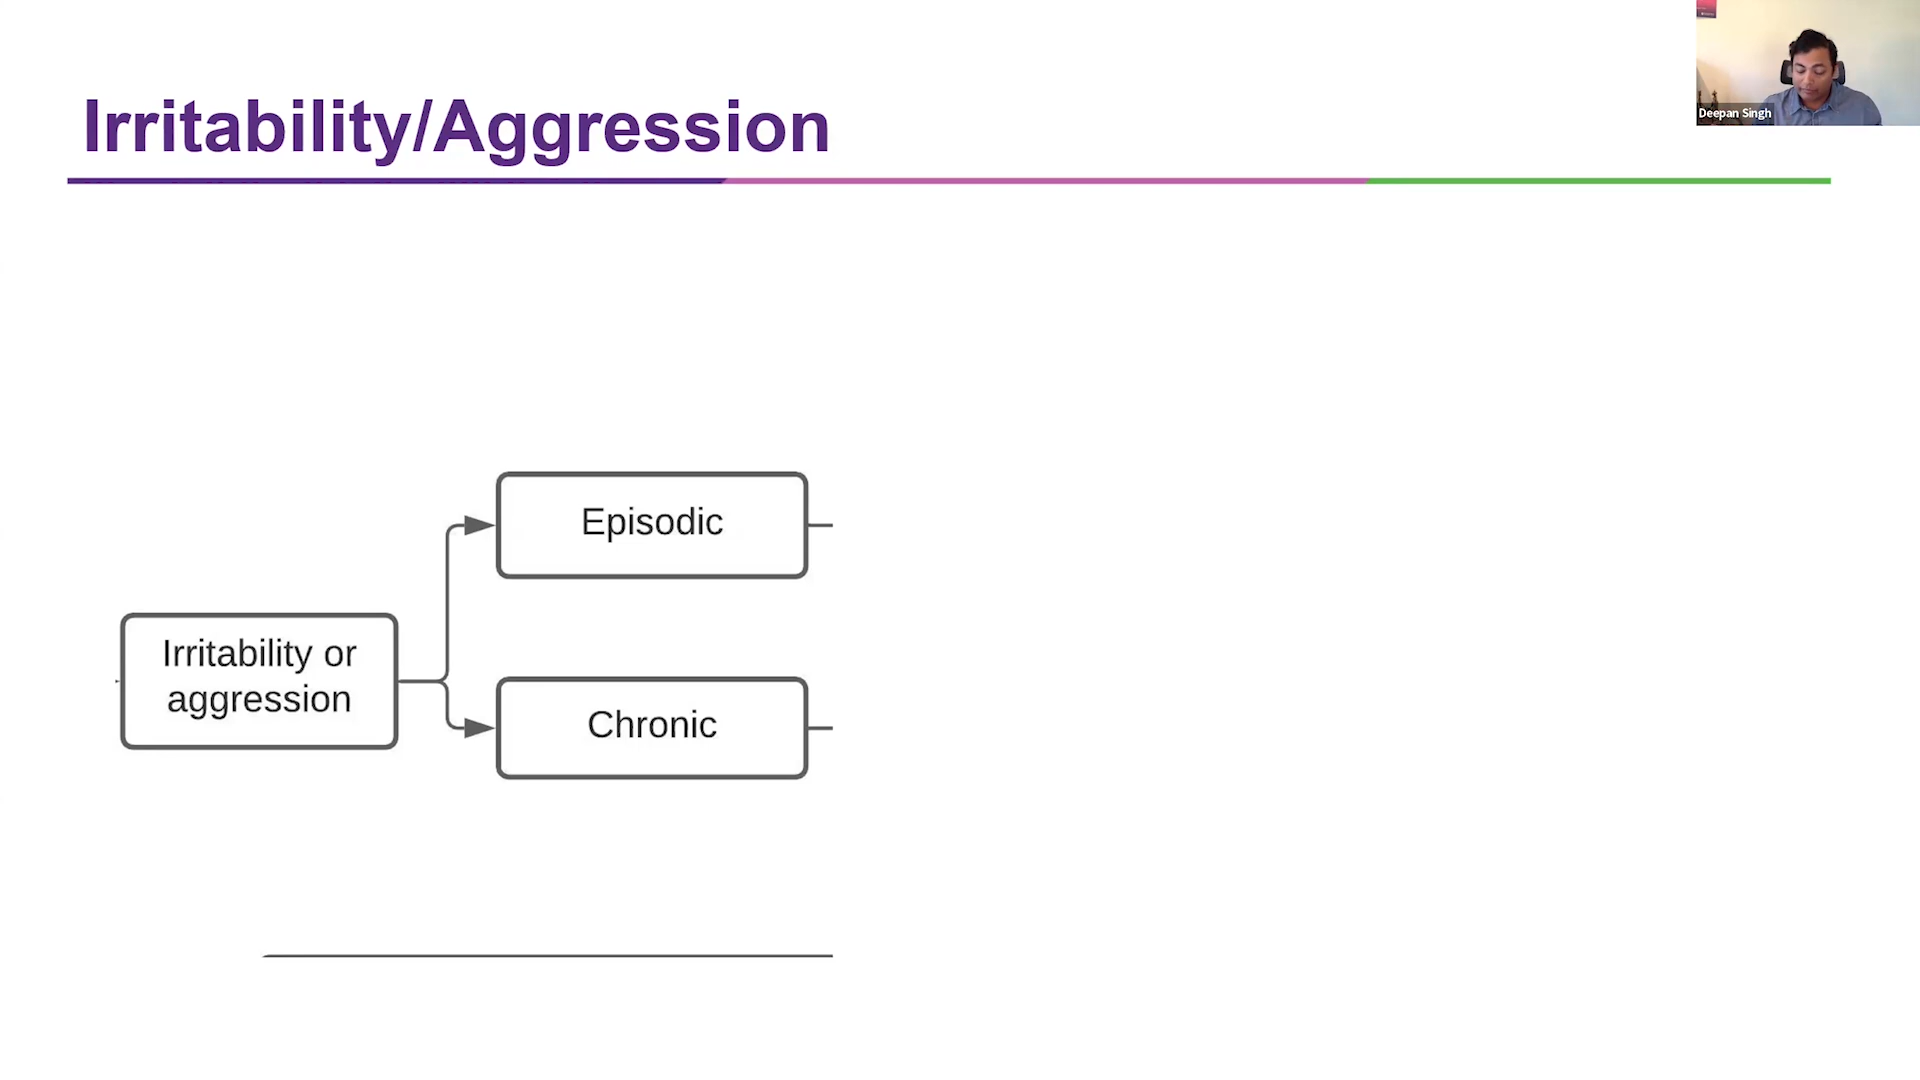 Irritability/Aggression
Deepan Singh
Episodic
Irritability or
aggression
Chronic